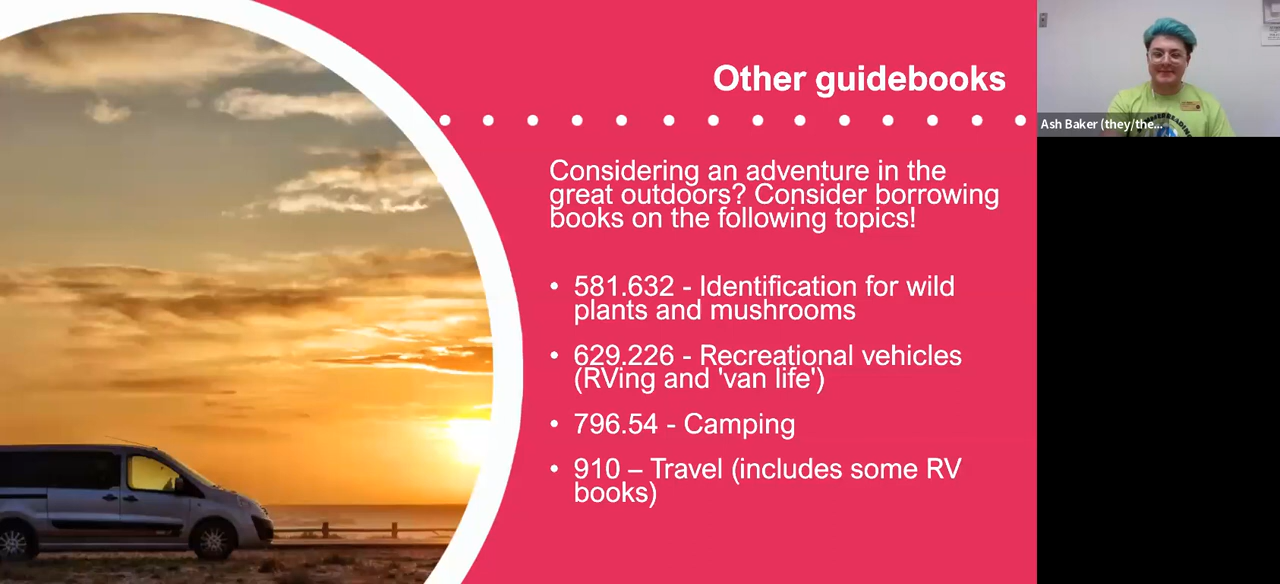 Other guidebooks
Considering an adventure in the
great outdoors? Consider borrowing
books on the following topics!
• 581.632 - Identification for wild
plants and mushrooms
• 629.226 - Recreational vehicles
(RVing and 'van life')
• 796.54 - Camping
• 910 – Travel (includes some RV
books)
Ash Baker (they/the...